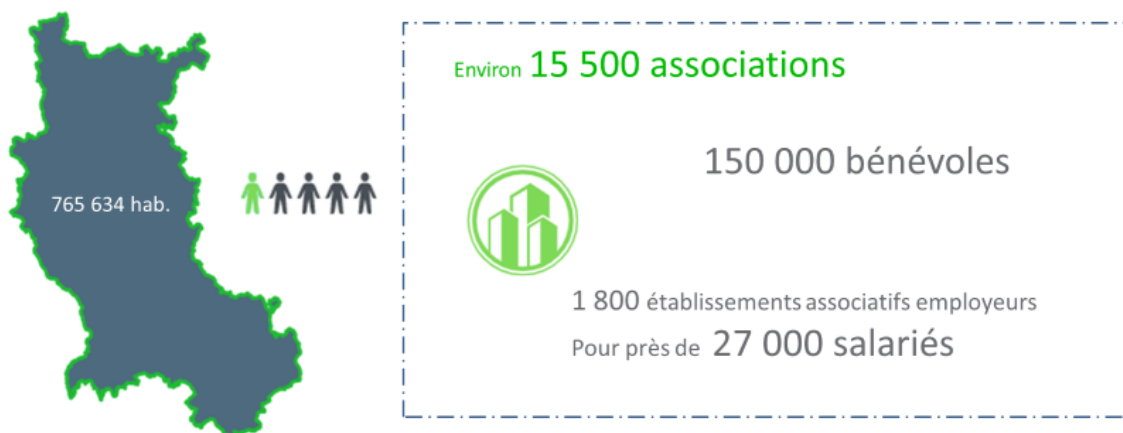 765 634 hab.
Environ 15 500 associations
150 000 bénévoles
1 800 établissements associatifs employeurs
Pour près de 27 000 salariés